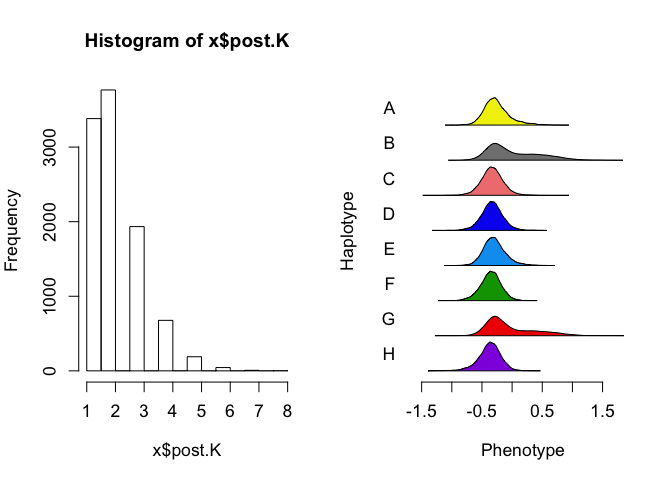 Histogram of x$post.K
Frequency
0
1000
2000
3000
1 2 3 4 5 6 7 8
x$post.K
Haplotype
A
B
C
D
E
F
G
H
-1.5 -0.5 0.5 1.5
Phenotype